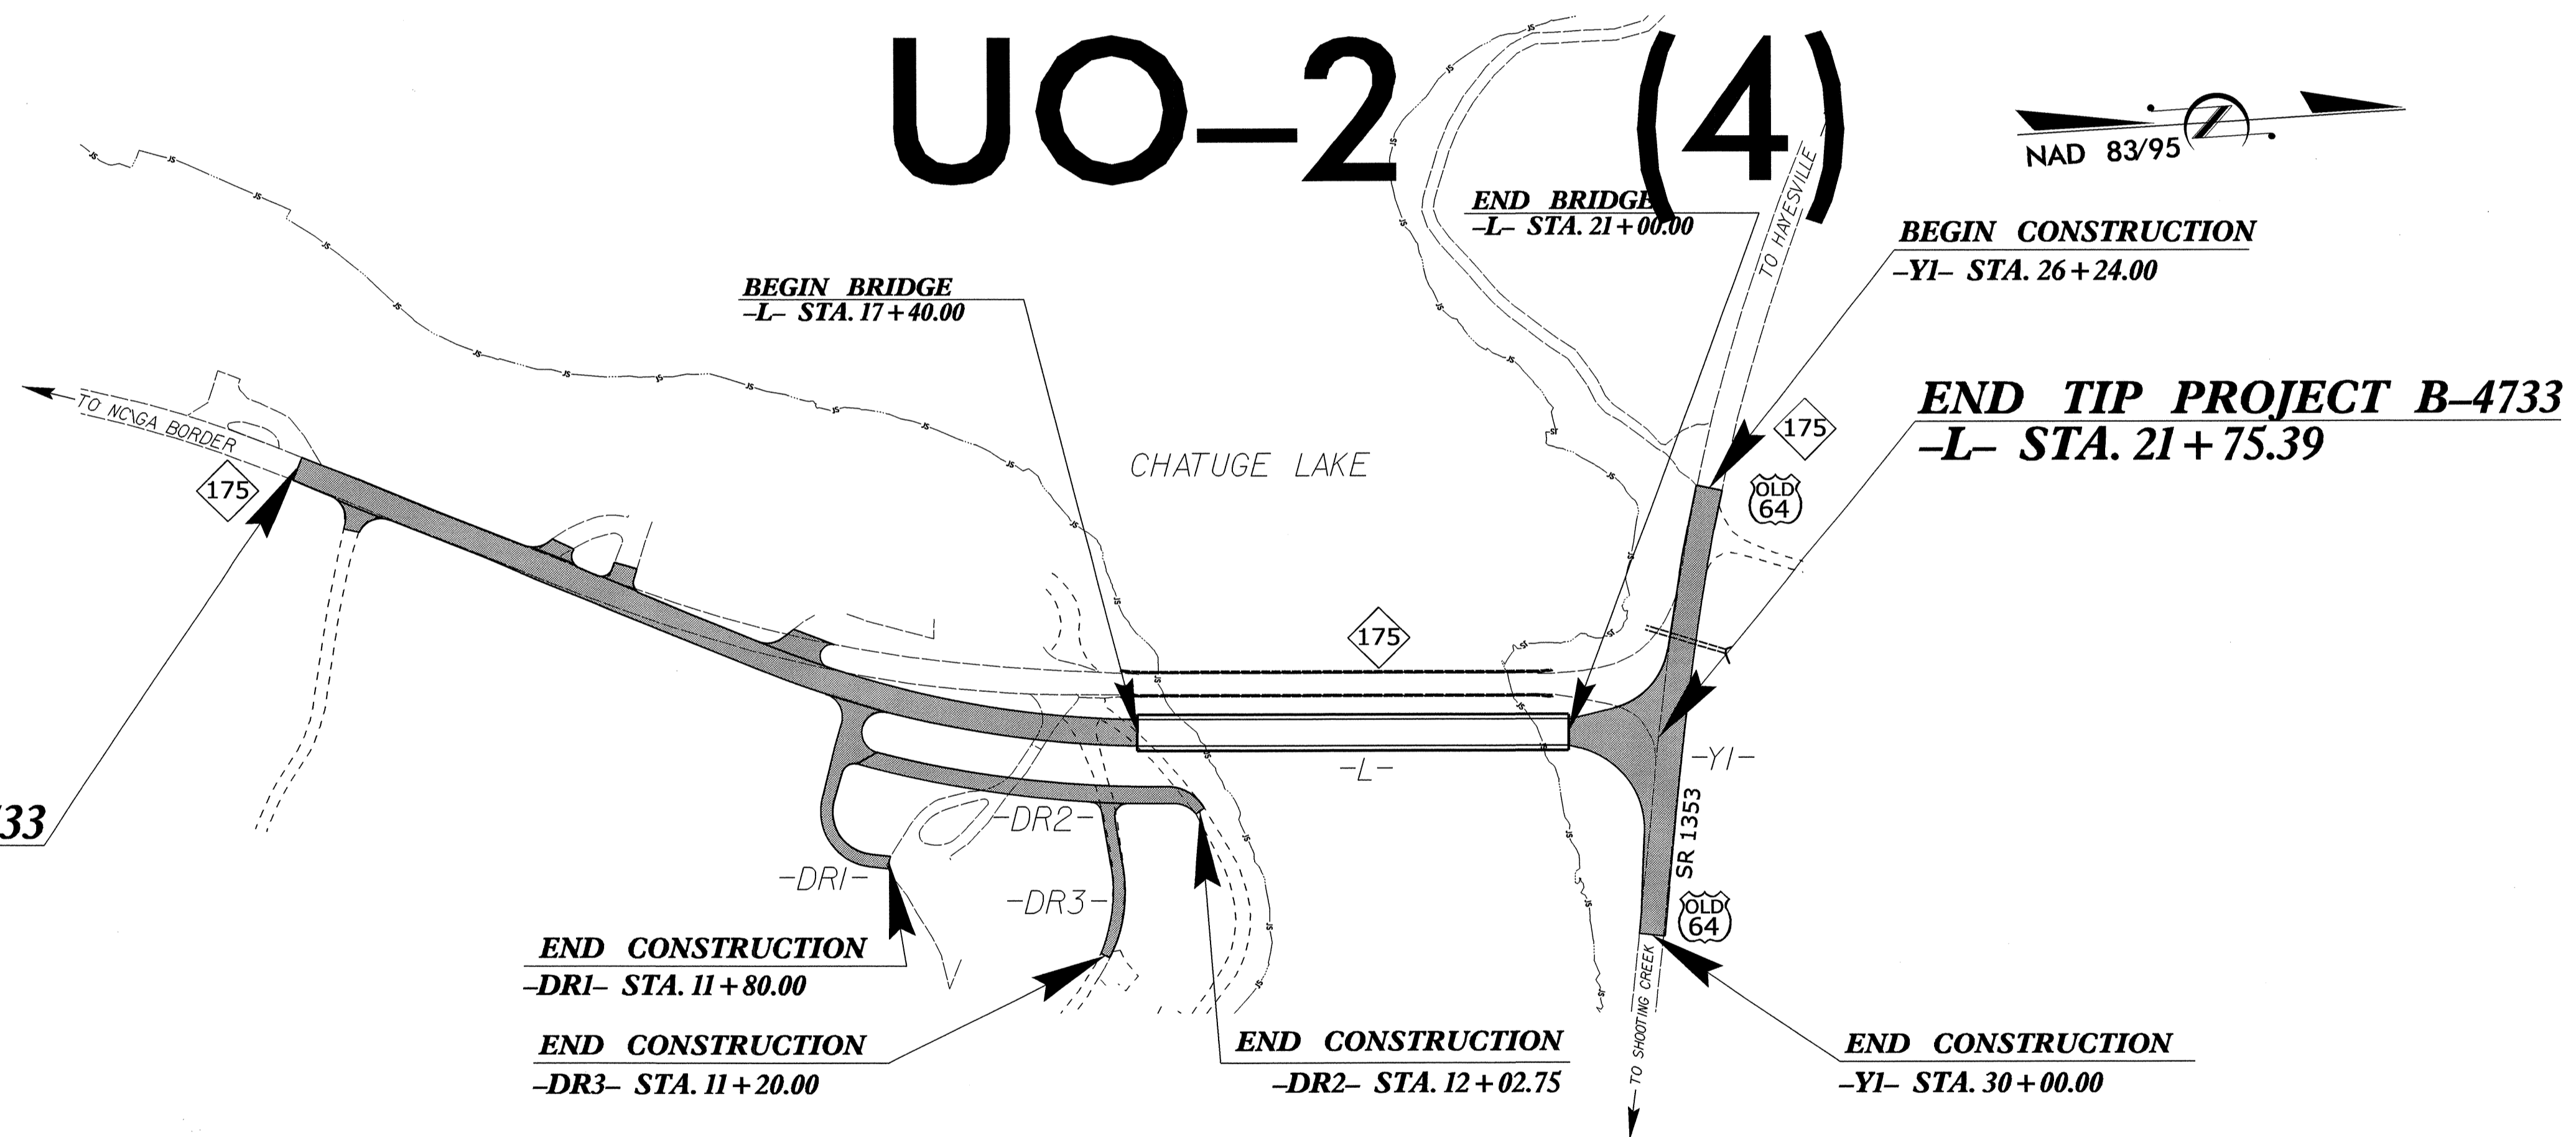 UO–2 (4)
NAD 83/95
END BRIDGE
–L– STA. 21+00.00
TO HAYESVILLE
BEGIN CONSTRUCTION
–Y1– STA. 26+24.00
BEGIN BRIDGE
–L– STA. 17+40.00
END TIP PROJECT B–4733
–L– STA. 21+75.39
TO NC\GA BORDER
175
CHATUGE LAKE
175
OLD 64
175
–L–
–Y1–
SR 1353
33
–DR2–
–DR1–
–DR3–
OLD 64
END CONSTRUCTION
–DR1– STA. 11+80.00
END CONSTRUCTION
–DR3– STA. 11+20.00
END CONSTRUCTION
–DR2– STA. 12+02.75
TO SHOOTING CREEK
END CONSTRUCTION
–Y1– STA. 30+00.00